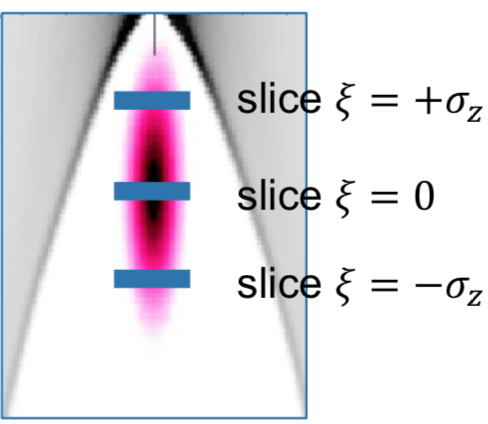 slice ξ = +σ_z
slice ξ = 0
slice ξ = −σ_z